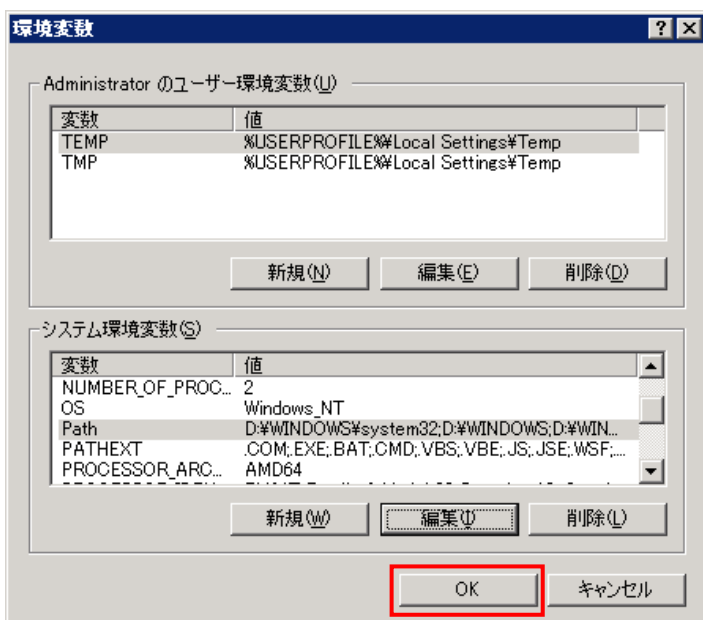 環境変数
Administrator のユーザー環境変数(U)
変数 値
TEMP %USERPROFILE%¥Local Settings¥Temp
TMP %USERPROFILE%¥Local Settings¥Temp
新規(N) 編集(E) 削除(D)
システム環境変数(S)
変数 値
NUMBER_OF_PROC... 2
OS Windows_NT
Path D:¥WINDOWS¥system32;D:¥WINDOWS;D:¥WIN...
PATHEXT .COM;.EXE;.BAT;.CMD;.VBS;.VBE;.JS;.JSE;.WSF;...
PROCESSOR_ARC... AMD64
新規(W) 編集(I) 削除(L)
OK キャンセル